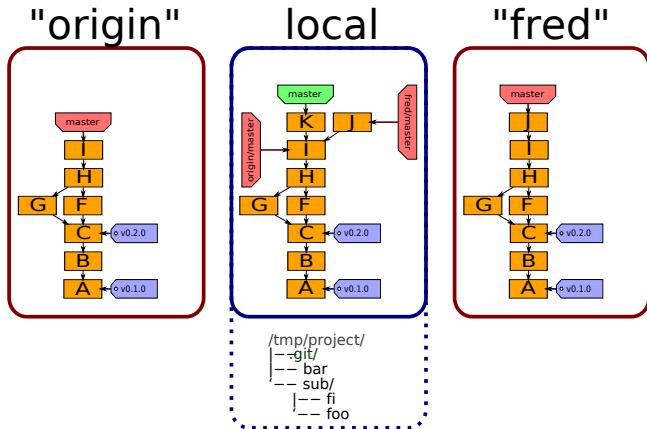 "origin"
master
I
H
G F
C v0.2.0
B
A v0.1.0
local
master
K J
fred/master
origin/master
I
H
G F
C v0.2.0
B
A v0.1.0
/tmp/project/
|−− .git/
|−− bar
`−− sub/
|−− fi
`−− foo
"fred"
master
J
I
H
G F
C v0.2.0
B
A v0.1.0